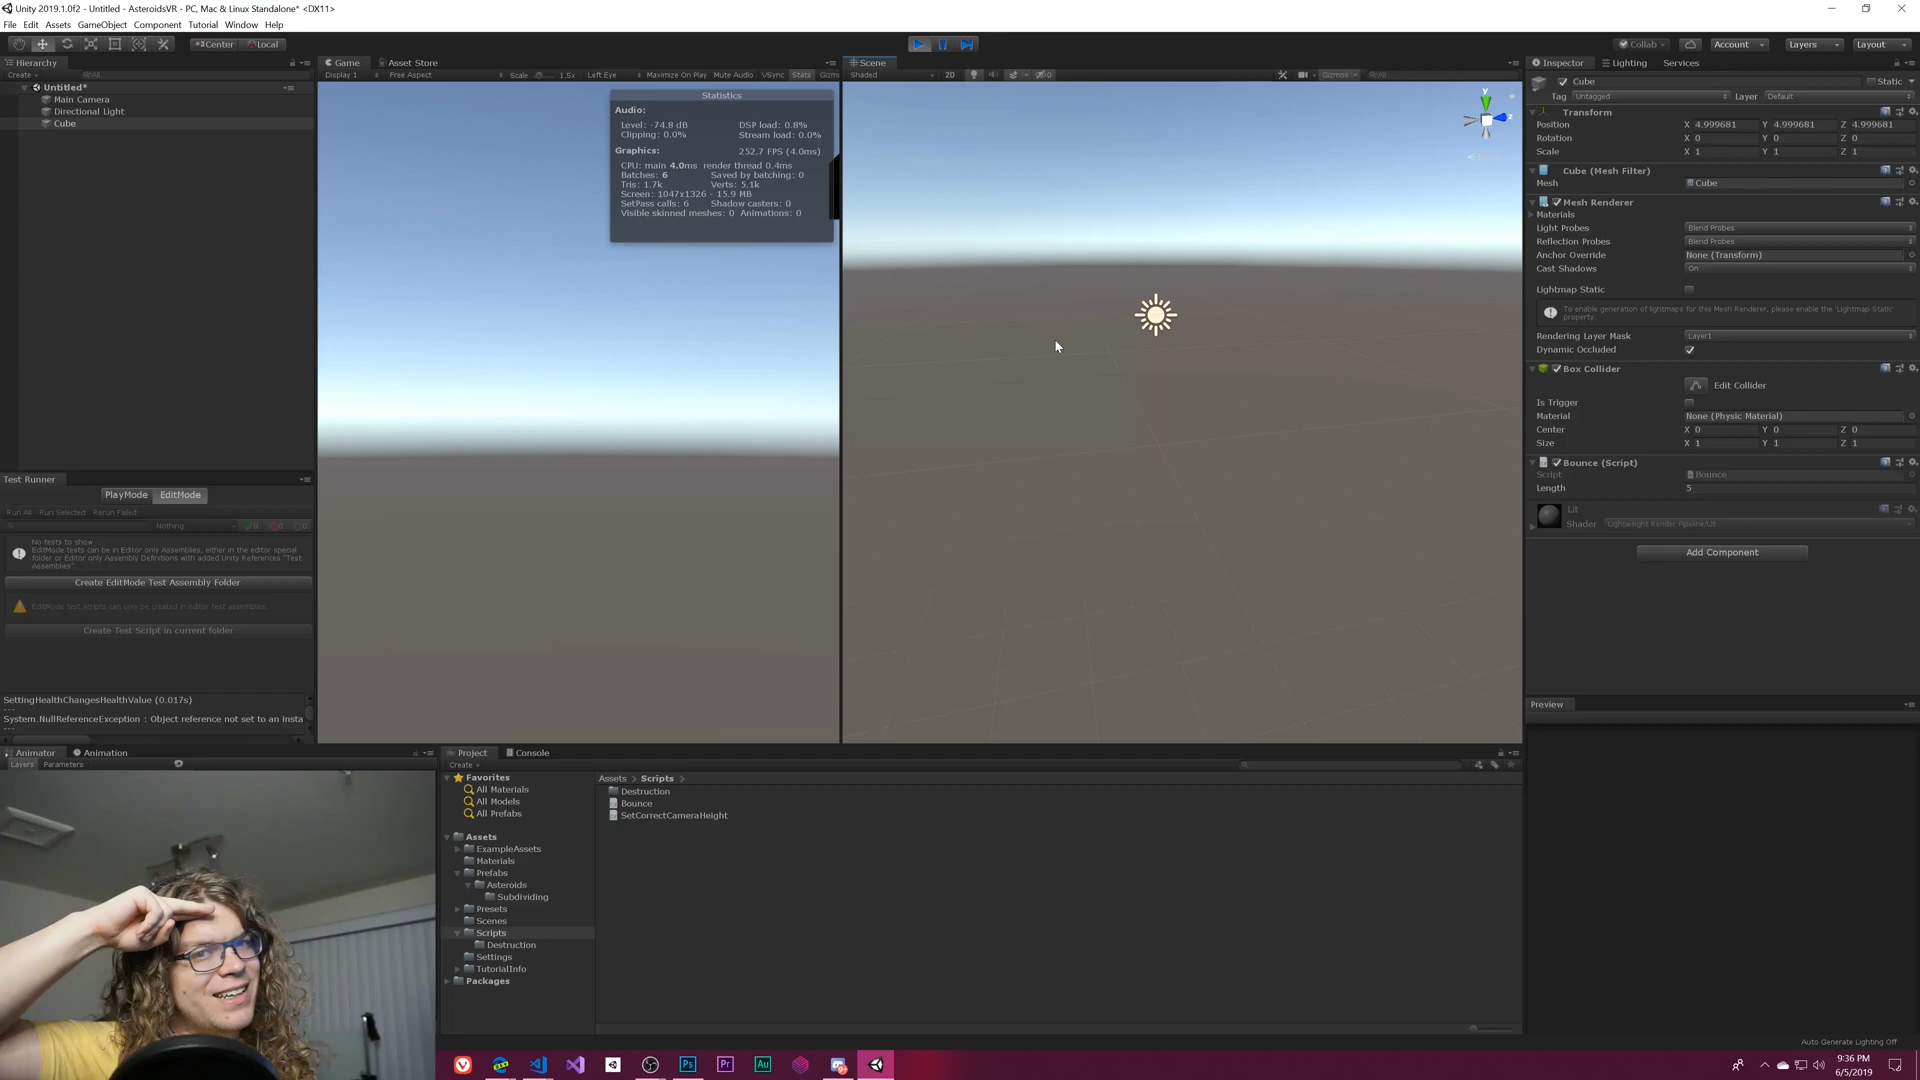 Unity 2019.1.0f2 - Untitled - AsteroidsVR - PC, Mac & Linux Standalone* <DX11>
File Edit Assets GameObject Component Tutorial Window Help
Center Local
Collab Account Layers Layout
Hierarchy
Create All
Untitled*
Main Camera
Directional Light
Cube
Game Asset Store
Display 1 Free Aspect Scale 1.5x Left Eye Maximize On Play Mute Audio VSync Stats Gizmo
Statistics
Audio:
Level: -74.8 dB DSP load: 0.8%
Clipping: 0.0% Stream load: 0.0%
Graphics: 252.7 FPS (4.0ms)
CPU: main 4.0ms render thread 0.4ms
Batches: 6 Saved by batching: 0
Tris: 1.7k Verts: 5.1k
Screen: 1047x1326 - 15.9 MB
SetPass calls: 6 Shadow casters: 0
Visible skinned meshes: 0 Animations: 0
Scene
Shaded 2D Gizmos All
y
z
Inspector Lighting Services
Cube Static
Tag Untagged Layer Default
Transform
Position X 4.999681 Y 4.999681 Z 4.999681
Rotation X 0 Y 0 Z 0
Scale X 1 Y 1 Z 1
Cube (Mesh Filter)
Mesh Cube
Mesh Renderer
Materials
Light Probes Blend Probes
Reflection Probes Blend Probes
Anchor Override None (Transform)
Cast Shadows On
Lightmap Static
To enable generation of lightmaps for this Mesh Renderer, please enable the 'Lightmap Static'
property.
Rendering Layer Mask Layer1
Dynamic Occluded
Box Collider
Edit Collider
Is Trigger
Material None (Physic Material)
Center X 0 Y 0 Z 0
Size X 1 Y 1 Z 1
Bounce (Script)
Script Bounce
Length 5
Lit
Shader Lightweight Render Pipeline/Lit
Add Component
Preview
Test Runner
PlayMode EditMode
Run All Run Selected Rerun Failed
Nothing
No tests to show
EditMode tests can be in Editor only Assemblies, either in the editor special
folder or Editor only Assembly Definitions with added Unity References "Test
Assemblies".
Create EditMode Test Assembly Folder
EditMode test scripts can only be created in editor test assemblies.
Create Test Script in current folder
SettingHealthChangesHealthValue (0.017s)
---
System.NullReferenceException : Object reference not set to an insta
---
Animator Animation
Layers Parameters
Project Console
Create
Favorites
All Materials
All Models
All Prefabs
Assets
ExampleAssets
Materials
Prefabs
Asteroids
Subdividing
Presets
Scenes
Scripts
Destruction
Settings
TutorialInfo
Packages
Assets > Scripts >
Destruction
Bounce
SetCorrectCameraHeight
Auto Generate Lighting Off
Ps Pr Au
9:36 PM
6/5/2019